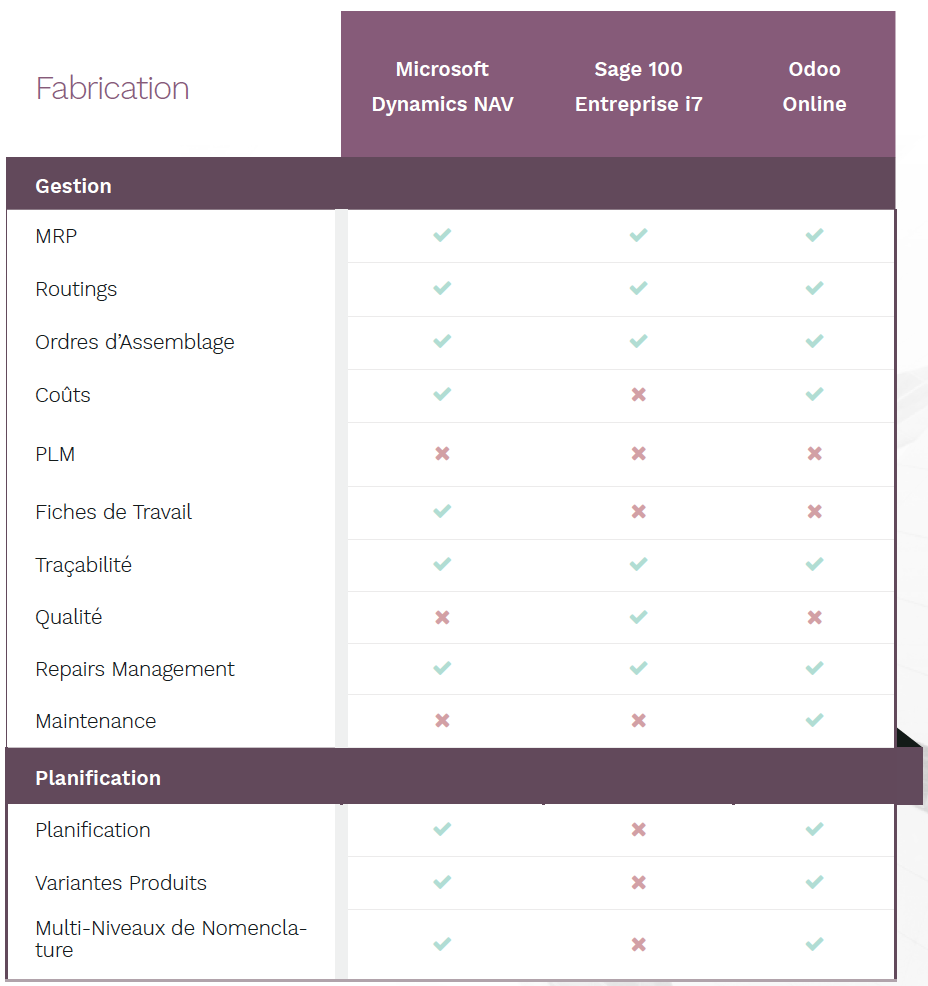 Fabrication
Microsoft
Dynamics NAV
Sage 100
Entreprise i7
Odoo
Online
Gestion
MRP ✔ ✔ ✔
Routings ✔ ✔ ✔
Ordres d’Assemblage ✔ ✔ ✔
Coûts ✔ ✖ ✔
PLM ✖ ✖ ✖
Fiches de Travail ✔ ✖ ✖
Traçabilité ✔ ✔ ✔
Qualité ✖ ✔ ✖
Repairs Management ✔ ✔ ✔
Maintenance ✖ ✖ ✔
Planification
Planification ✔ ✖ ✔
Variantes Produits ✔ ✖ ✔
Multi-Niveaux de Nomencla-
ture ✔ ✖ ✔